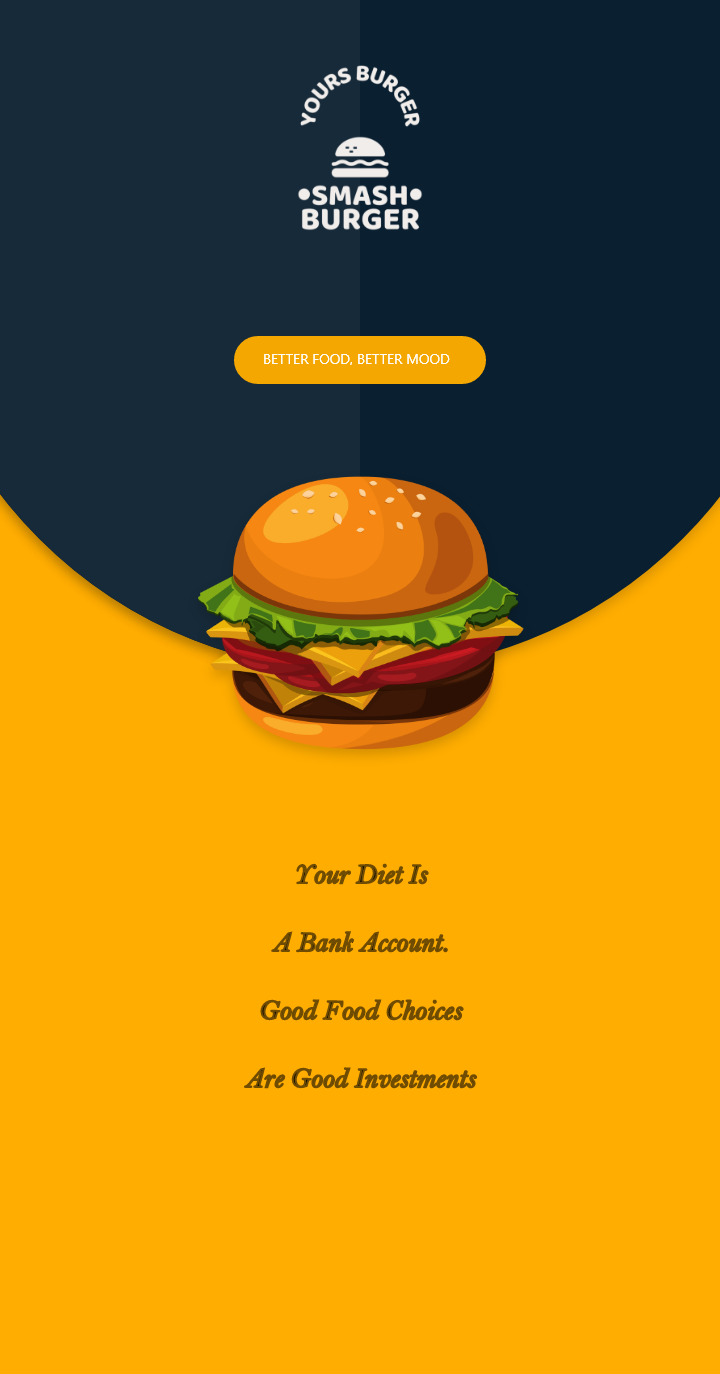 YOURS BURGER
•SMASH•
BURGER
BETTER FOOD, BETTER MOOD
Your Diet Is
A Bank Account.
Good Food Choices
Are Good Investments